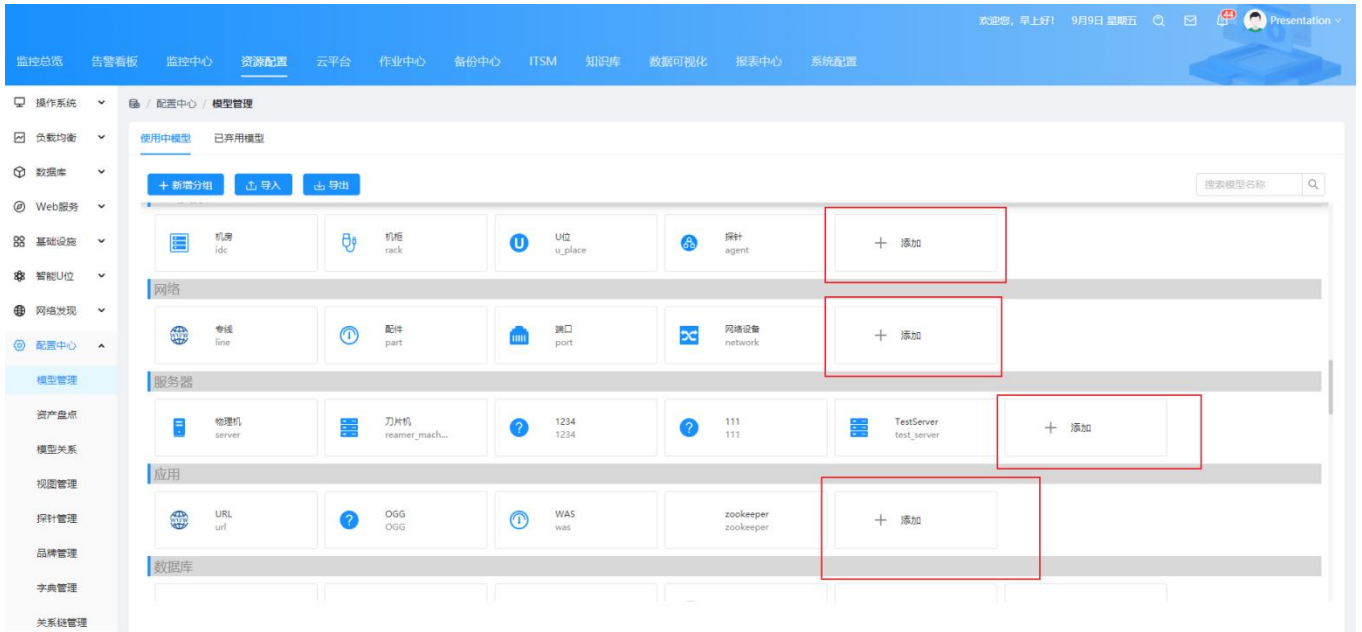 欢迎您，早上好! 9月9日 星期五 44 Presentation
监控总览 告警看板 监控中心 资源配置 云平台 作业中心 备份中心 ITSM 知识库 数据可视化 报表中心 系统配置
操作系统
负载均衡
数据库
Web服务
基础设施
智能U位
网络发现
配置中心
模型管理
资产盘点
模型关系
视图管理
探针管理
品牌管理
字典管理
关系链管理
/ 配置中心 / 模型管理
使用中模型 已弃用模型
+ 新增分组 导入 导出 搜索模型名称
机房 机柜 U位 探针 + 添加
idc rack u_place agent
网络
专线 配件 端口 网络设备 + 添加
line part port network
服务器
物理机 刀片机 1234 111 TestServer + 添加
server reamer_mach... 1234 111 test_server
应用
URL OGG WAS zookeeper + 添加
url OGG was zookeeper
数据库